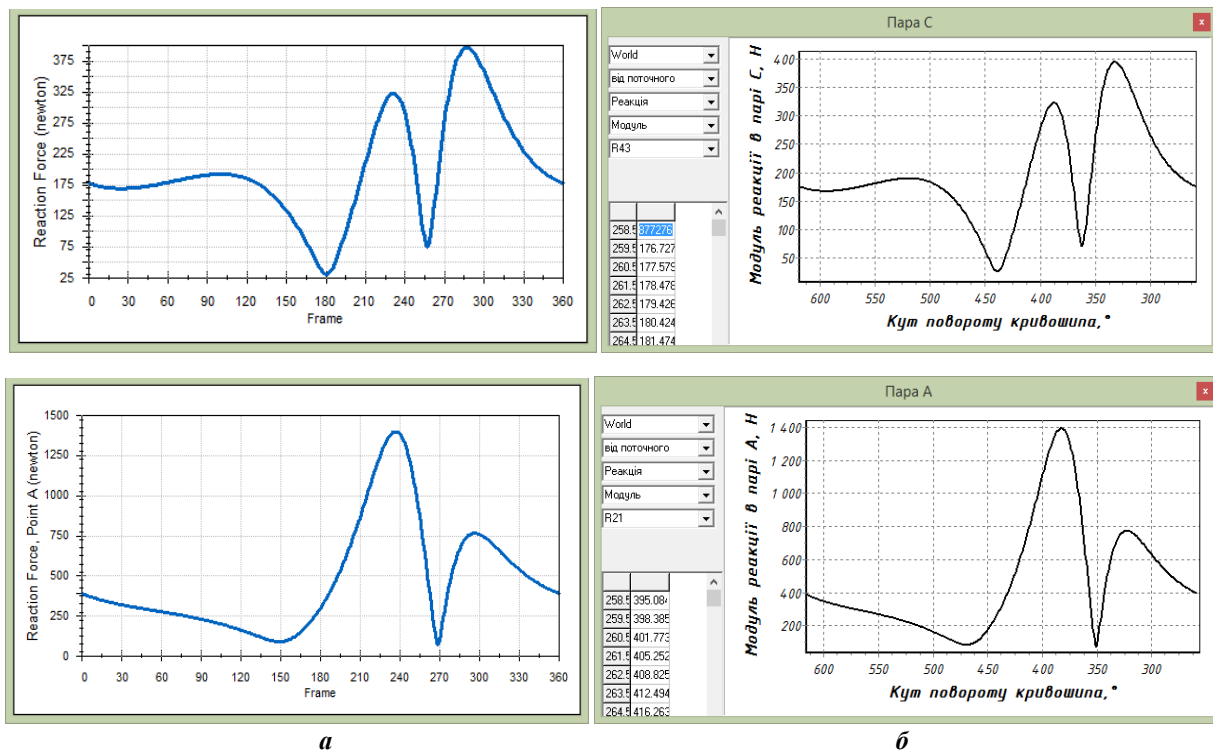 Reaction Force (newton)
375
325
275
225
175
125
75
25
0 30 60 90 120 150 180 210 240 270 300 330 360
Frame
Пара C
x
World
від поточного
Реакція
Модуль
R43
258.5 877276
259.5 176.727
260.5 177.579
261.5 178.478
262.5 179.426
263.5 180.424
264.5 181.474
Модуль реакції в парі C, Н
400
350
300
250
200
150
100
50
600 550 500 450 400 350 300
Кут повороту кривошипа,°
Reaction Force, Point A (newton)
1500
1250
1000
750
500
250
0
0 30 60 90 120 150 180 210 240 270 300 330 360
Frame
Пара A
x
World
від поточного
Реакція
Модуль
R21
258.5 395.084
259.5 398.385
260.5 401.773
261.5 405.252
262.5 408.825
263.5 412.494
264.5 416.263
Модуль реакції в парі A, Н
1 400
1 200
1 000
800
600
400
200
600 550 500 450 400 350 300
Кут повороту кривошипа,°
а б